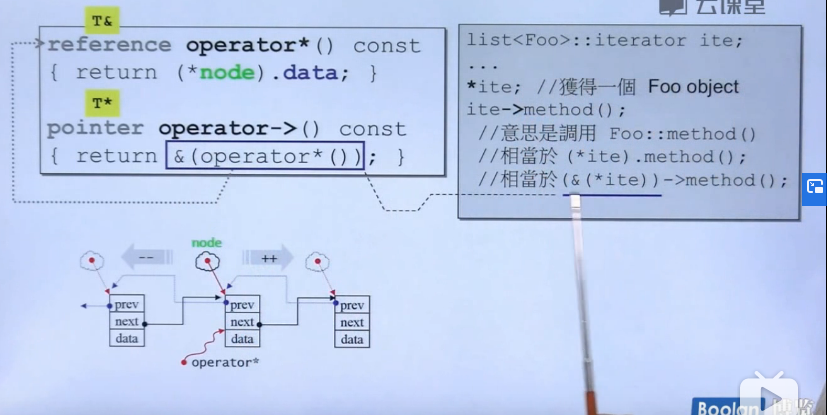 云课堂
T&
reference operator*() const
{ return (*node).data; }
T*
pointer operator->() const
{ return &(operator*()); }
list<Foo>::iterator ite;
...
*ite; //獲得一個 Foo object
ite->method();
//意思是調用 Foo::method()
//相當於 (*ite).method();
//相當於(&(*ite))->method();
node
--
++
prev
next
data
prev
next
data
prev
next
data
operator*
Boolan